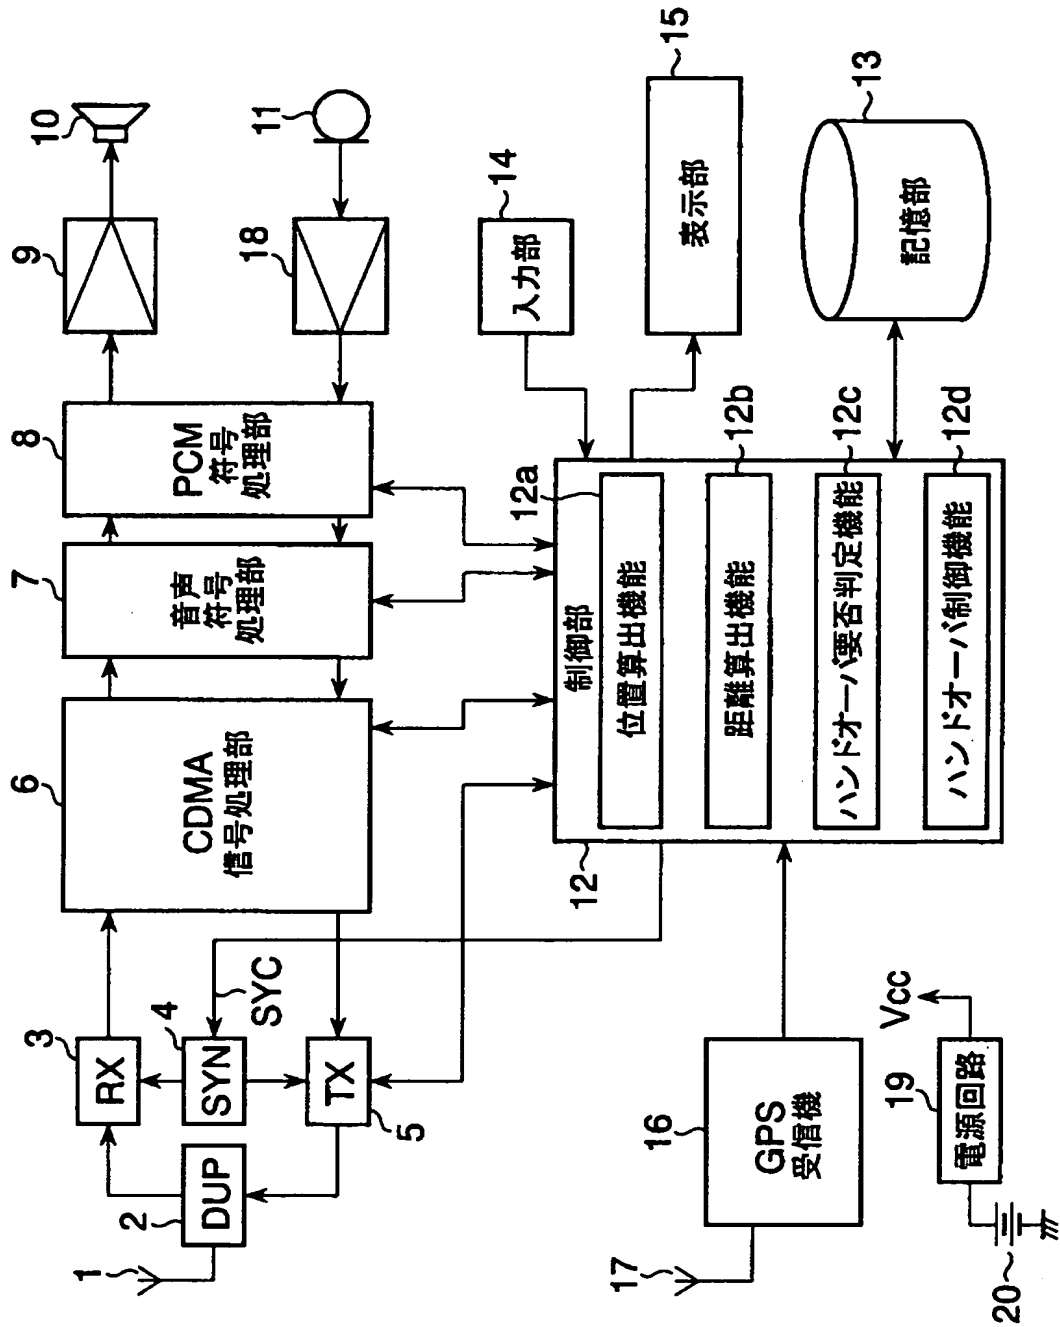 1
2
DUP
3
RX
4
SYN
SYC
5
TX
6
CDMA
信号処理部
7
音声
符号
処理部
8
PCM
符号
処理部
9
10
18
11
14
入力部
15
表示部
13
記憶部
12
制御部
12a
位置算出機能
12b
距離算出機能
12c
ハンドオーバ要否判定機能
12d
ハンドオーバ制御機能
17
16
GPS
受信機
Vcc
19
電源回路
20